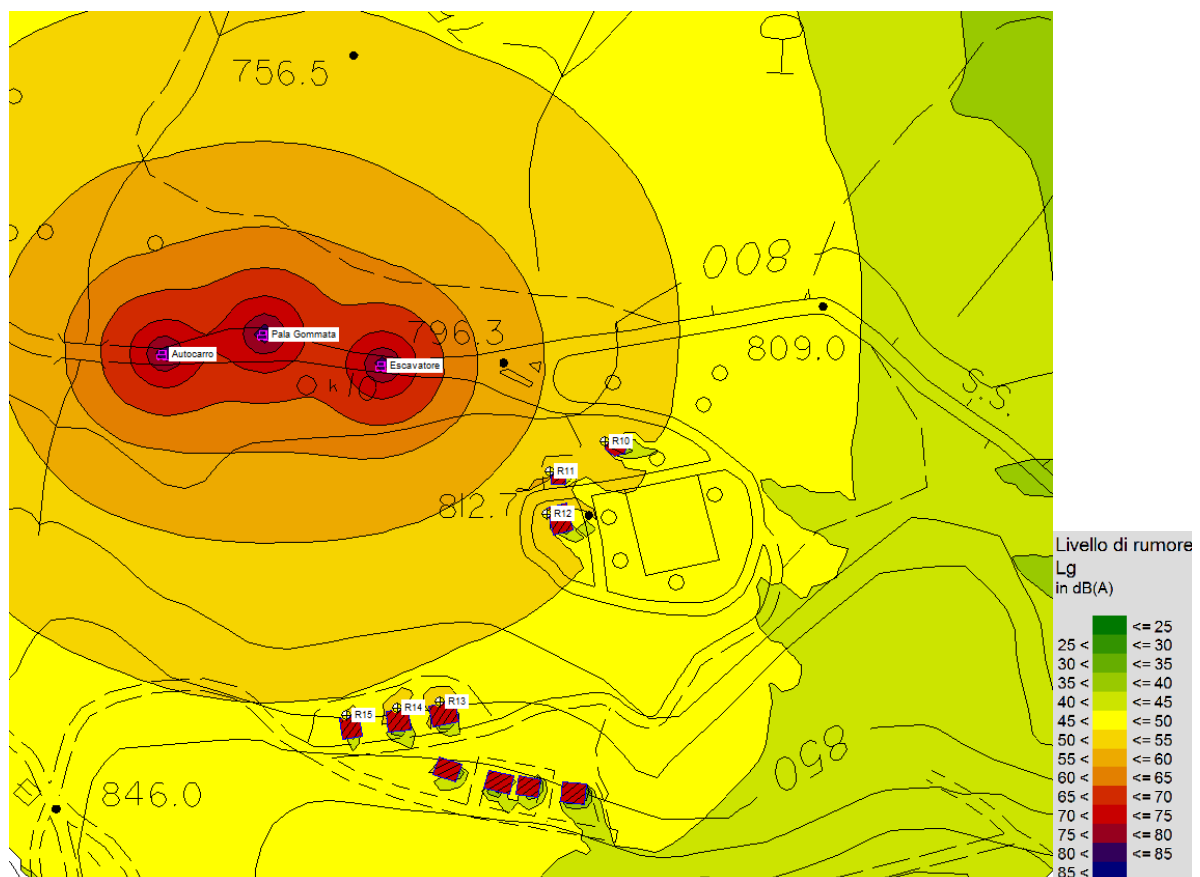 756.5
008
796.3
809.0
Pala Gommata
Autocarro
Escavatore
k
S.S.
R10
R11
812.7
R12
R13
R14
R15
850
846.0
Livello di rumore
Lg
in dB(A)
<= 25
25 < <= 30
30 < <= 35
35 < <= 40
40 < <= 45
45 < <= 50
50 < <= 55
55 < <= 60
60 < <= 65
65 < <= 70
70 < <= 75
75 < <= 80
80 < <= 85
85 <